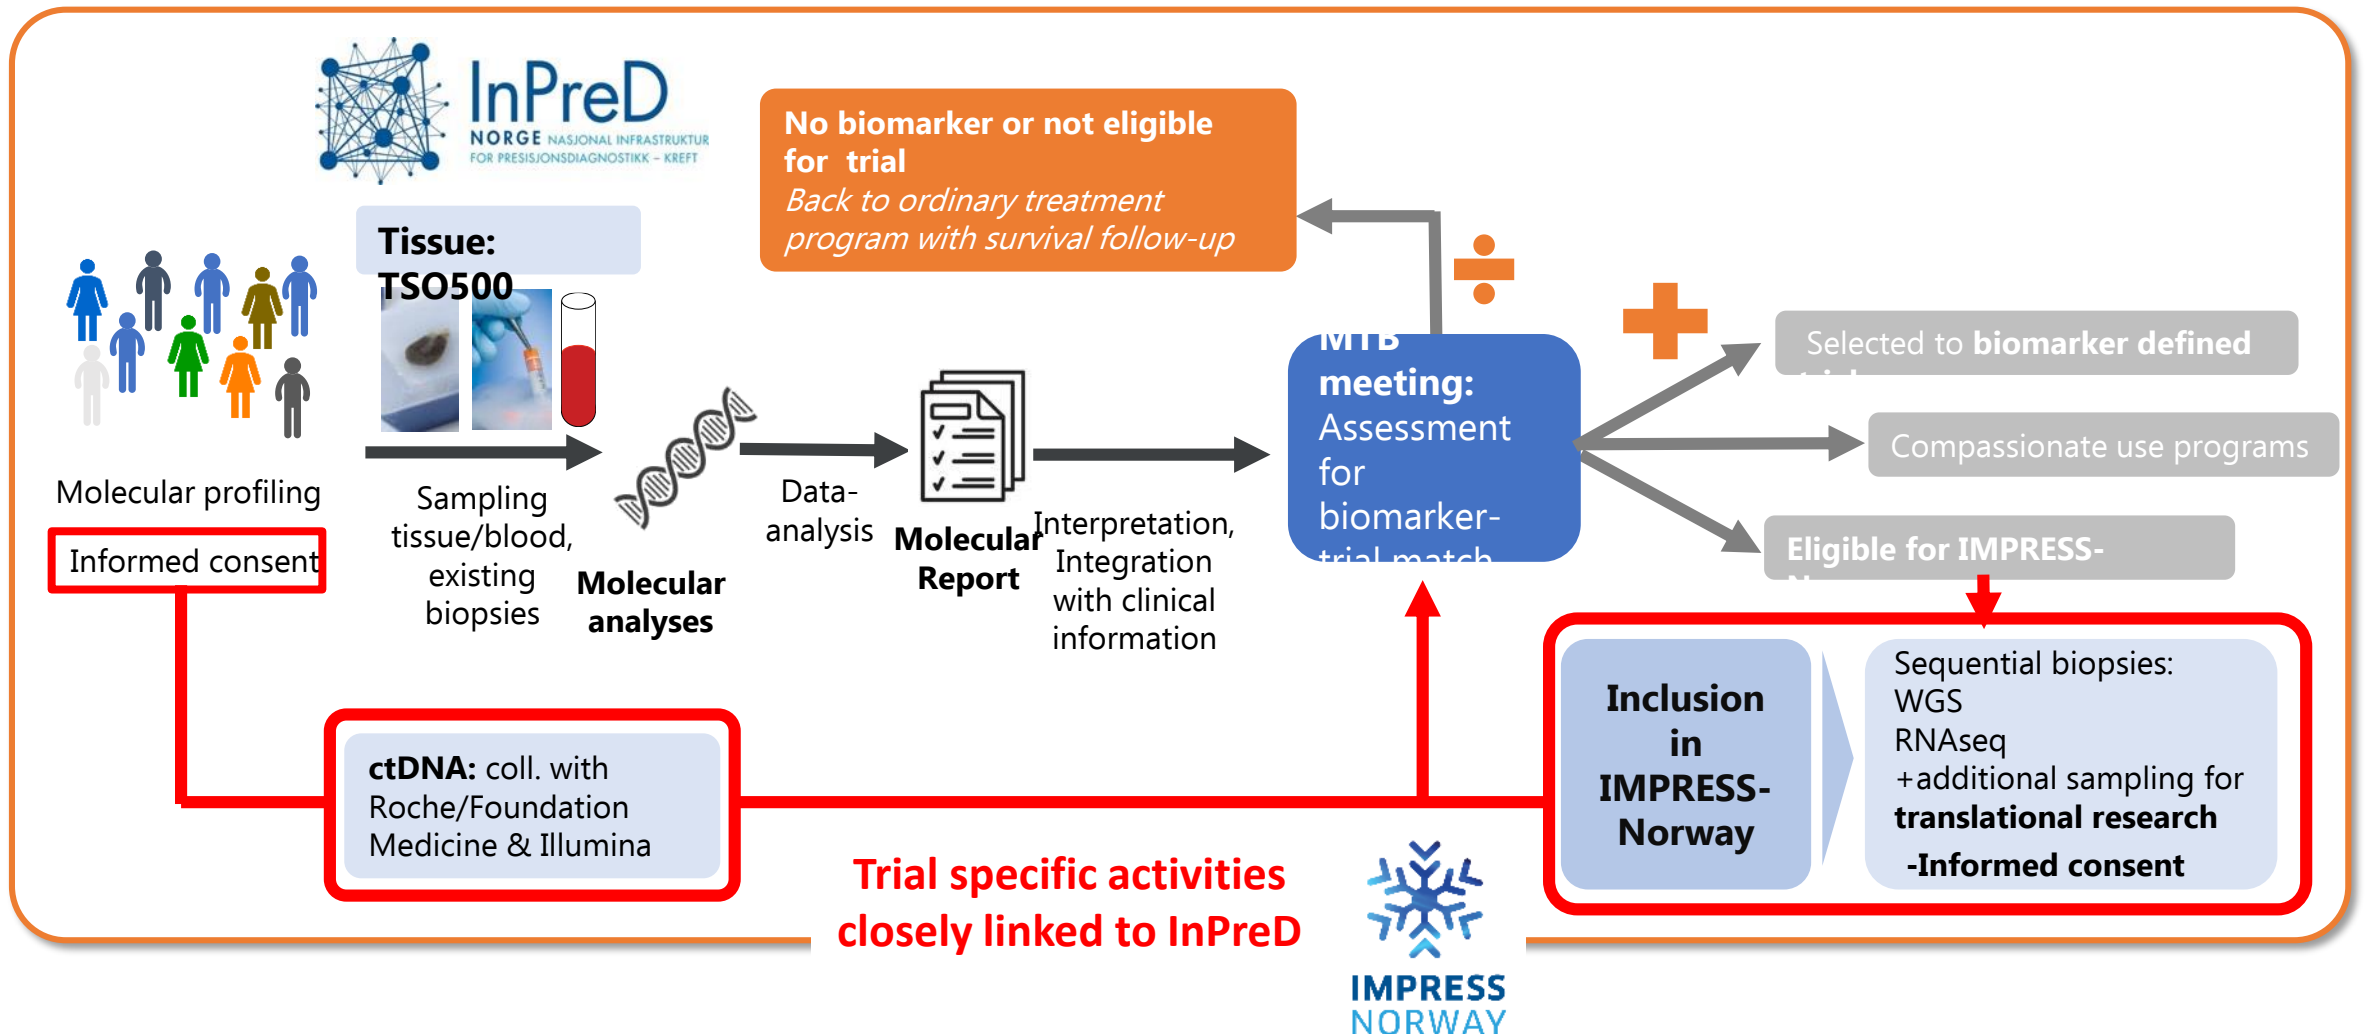 InPreD
NORGE NASJONAL INFRASTRUKTUR
FOR PRESISJONSDIAGNOSTIKK – KREFT
No biomarker or not eligible
for trial
Back to ordinary treatment
program with survival follow-up
Tissue:
TSO500
Molecular profiling
Informed consent
Sampling
tissue/blood,
existing
biopsies
Molecular
analyses
Data-
analysis
Molecular
Report
Interpretation,
Integration
with clinical
information
MTB
meeting:
Assessment
for
biomarker-
trial match
Selected to biomarker defined
Compassionate use programs
Eligible for IMPRESS-
ctDNA: coll. with
Roche/Foundation
Medicine & Illumina
Trial specific activities
closely linked to InPreD
IMPRESS
NORWAY
Inclusion
in
IMPRESS-
Norway
Sequential biopsies:
WGS
RNAseq
+additional sampling for
translational research
-Informed consent